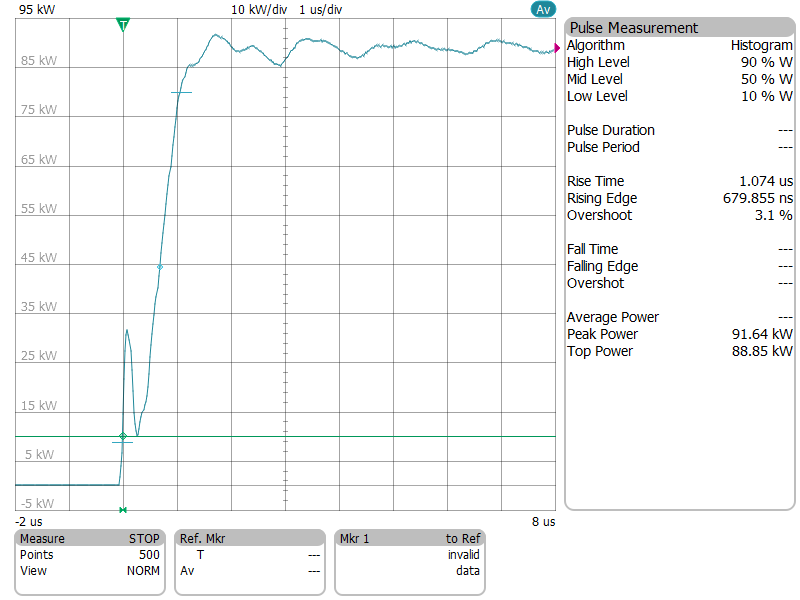 95 kW 10 kW/div 1 us/div Av
T
85 kW
75 kW
65 kW
55 kW
45 kW
35 kW
25 kW
15 kW
5 kW
-5 kW
-2 us 8 us
Pulse Measurement
Algorithm Histogram
High Level 90 % W
Mid Level 50 % W
Low Level 10 % W
Pulse Duration ---
Pulse Period ---
Rise Time 1.074 us
Rising Edge 679.855 ns
Overshoot 3.1 %
Fall Time ---
Falling Edge ---
Overshot ---
Average Power ---
Peak Power 91.64 kW
Top Power 88.85 kW
Measure STOP
Points 500
View NORM
Ref. Mkr
T ---
Av ---
Mkr 1 to Ref
invalid
data